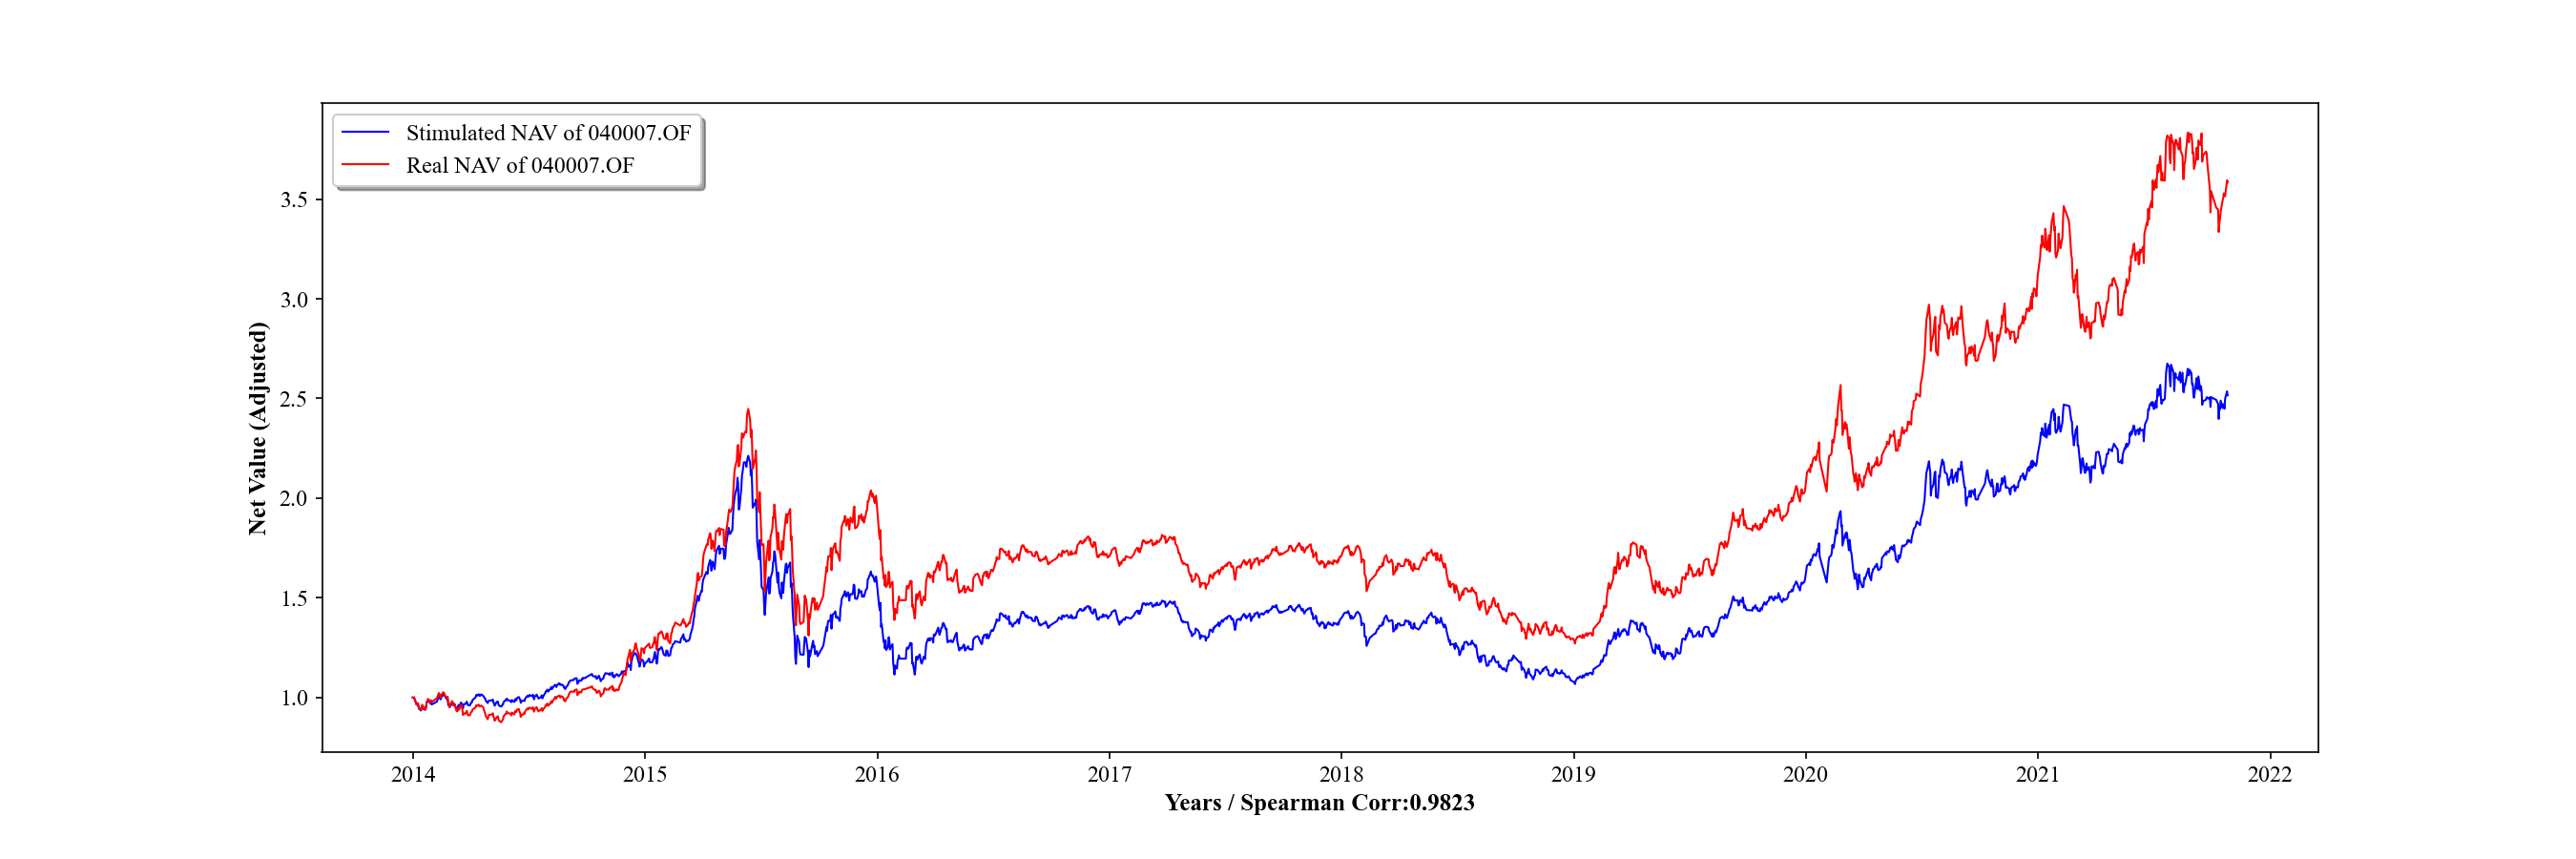 Stimulated NAV of 040007.OF
Real NAV of 040007.OF
Net Value (Adjusted)
3.5
3.0
2.5
2.0
1.5
1.0
2014 2015 2016 2017 2018 2019 2020 2021 2022
Years / Spearman Corr:0.9823